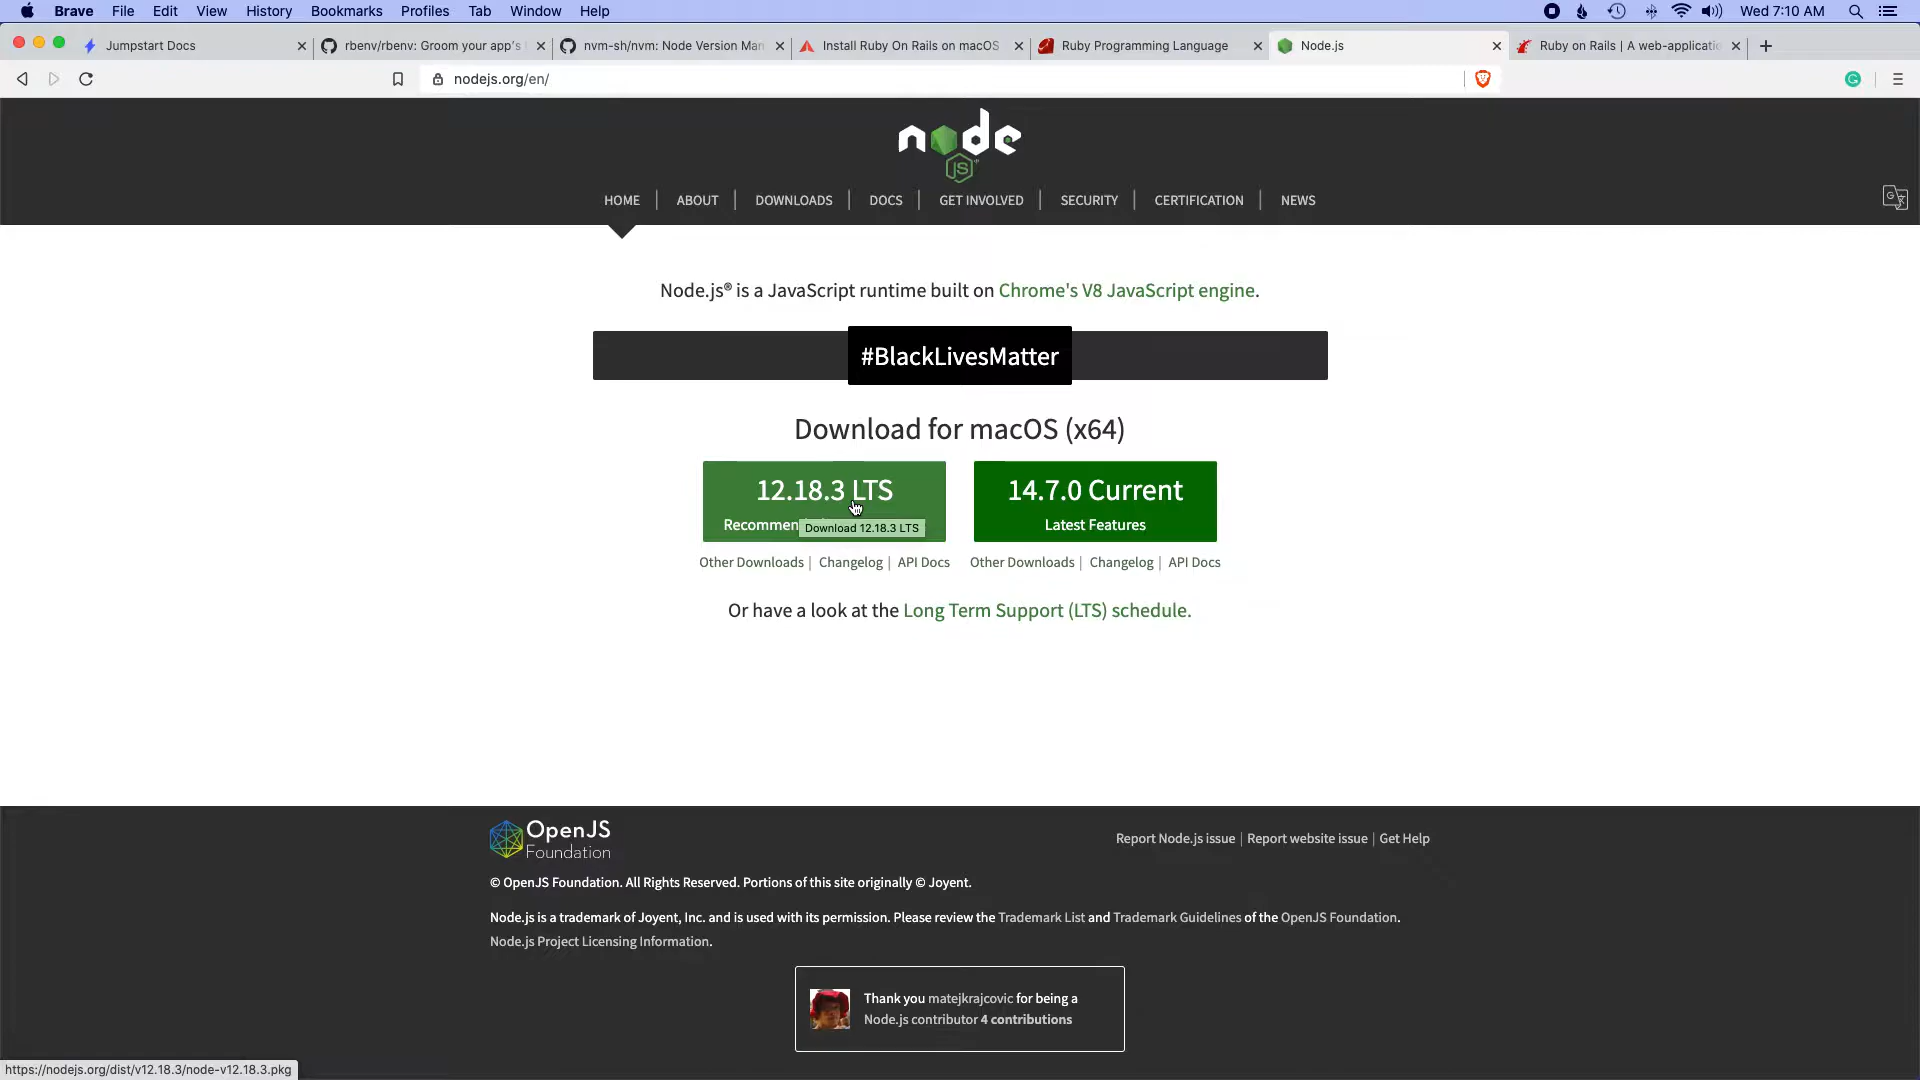 Brave File Edit View History Bookmarks Profiles Tab Window Help Wed 7:10 AM
Jumpstart Docs rbenv/rbenv: Groom your app's nvm-sh/nvm: Node Version Man Install Ruby On Rails on macOS Ruby Programming Language Node.js Ruby on Rails | A web-applicati
nodejs.org/en/
node
JS
HOME ABOUT DOWNLOADS DOCS GET INVOLVED SECURITY CERTIFICATION NEWS
Node.js® is a JavaScript runtime built on Chrome's V8 JavaScript engine.
#BlackLivesMatter
Download for macOS (x64)
12.18.3 LTS 14.7.0 Current
Recommen Latest Features
Download 12.18.3 LTS
Other Downloads | Changelog | API Docs Other Downloads | Changelog | API Docs
Or have a look at the Long Term Support (LTS) schedule.
OpenJS
Foundation
Report Node.js issue | Report website issue | Get Help
© OpenJS Foundation. All Rights Reserved. Portions of this site originally © Joyent.
Node.js is a trademark of Joyent, Inc. and is used with its permission. Please review the Trademark List and Trademark Guidelines of the OpenJS Foundation.
Node.js Project Licensing Information.
Thank you matejkrajcovic for being a
Node.js contributor 4 contributions
https://nodejs.org/dist/v12.18.3/node-v12.18.3.pkg